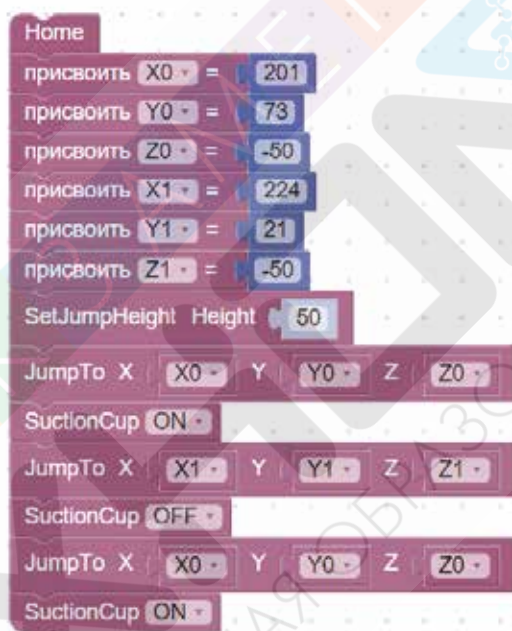 Home
присвоить X0 = 201
присвоить Y0 = 73
присвоить Z0 = -50
присвоить X1 = 224
присвоить Y1 = 21
присвоить Z1 = -50
SetJumpHeight Height 50
JumpTo X X0 Y Y0 Z Z0
SuctionCup ON
JumpTo X X1 Y Y1 Z Z1
SuctionCup OFF
JumpTo X X0 Y Y0 Z Z0
SuctionCup ON